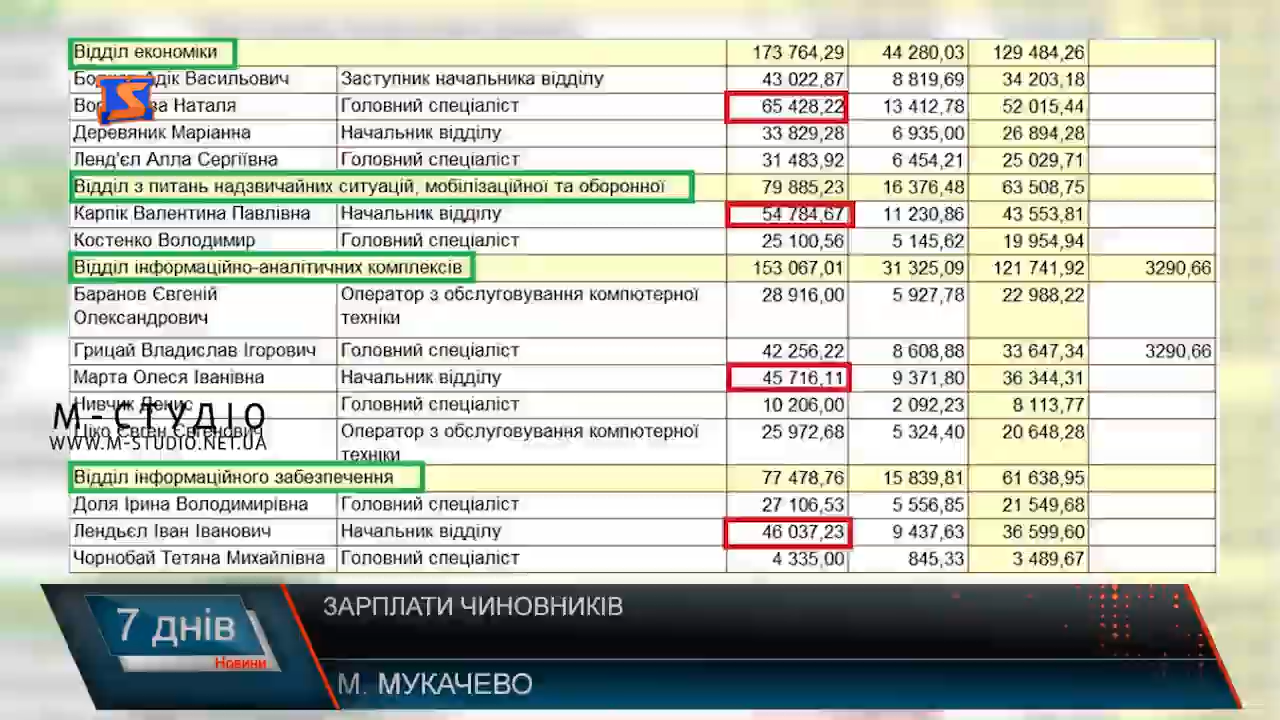 Відділ економіки 173 764,29 44 280,03 129 484,26
Адік Васильович Заступник начальника відділу 43 022,87 8 819,69 34 203,18
Наталя Головний спеціаліст 65 428,22 13 412,78 52 015,44
Деревяник Маріанна Начальник відділу 33 829,28 6 935,00 26 894,28
Ленд'єл Алла Сергіївна Головний спеціаліст 31 483,92 6 454,21 25 029,71
Відділ з питань надзвичайних ситуацій, мобілізаційної та оборонної 79 885,23 16 376,48 63 508,75
Карпік Валентина Павлівна Начальник відділу 54 784,67 11 230,86 43 553,81
Костенко Володимир Головний спеціаліст 25 100,56 5 145,62 19 954,94
Відділ інформаційно-аналітичних комплексів 153 067,01 31 325,09 121 741,92 3290,66
Баранов Євгеній Оператор з обслуговування компютерної 28 916,00 5 927,78 22 988,22
Олександрович техніки
Грицай Владислав Ігорович Головний спеціаліст 42 256,22 8 608,88 33 647,34 3290,66
Марта Олеся Іванівна Начальник відділу 45 716,11 9 371,80 36 344,31
Нивчик Денис Головний спеціаліст 10 206,00 2 092,23 8 113,77
М-СТУДІО
Євген Євгенович Оператор з обслуговування компютерної 25 972,68 5 324,40 20 648,28
WWW.M-STUDIO.NET.UA
техніки
Відділ інформаційного забезпечення 77 478,76 15 839,81 61 638,95
Доля Ірина Володимирівна Головний спеціаліст 27 106,53 5 556,85 21 549,68
Лендьєл Іван Іванович Начальник відділу 46 037,23 9 437,63 36 599,60
Чорнобай Тетяна Михайлівна Головний спеціаліст 4 335,00 845,33 3 489,67
7 днів
Новини
ЗАРПЛАТИ ЧИНОВНИКІВ
М. МУКАЧЕВО